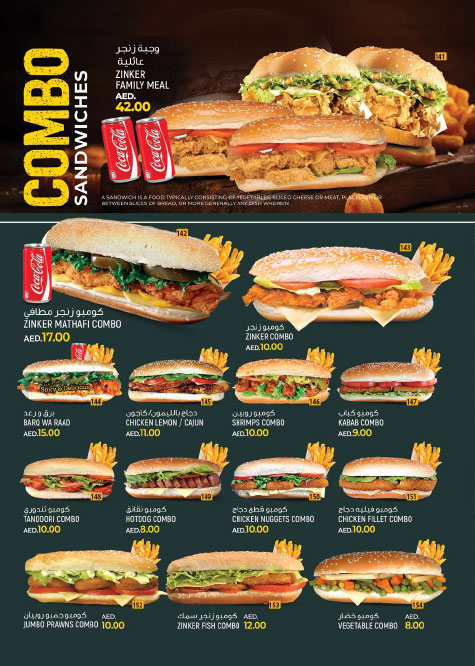 COMBO
SANDWICHES
وجبة زنجر
عائلية
ZINKER
FAMILY MEAL
AED.
42.00
141
Coca-Cola
Coca-Cola
A SANDWICH IS A FOOD TYPICALLY CONSISTING OF VEGETABLES, SLICED CHEESE OR MEAT, PLACED ON OR
BETWEEN SLICES OF BREAD, OR MORE GENERALLY ANY DISH WHEREIN
142
Coca-Cola
كومبو زنجر مطافي
ZINKER MATHAFI COMBO
AED.17.00
143
كومبو زنجر
ZINKER COMBO
AED.10.00
Spicy & delicious
144
برق و رعد
BARQ WA RAAD
AED.15.00
145
دجاج بالليمون/كاجون
CHICKEN LEMON / CAJUN
AED.11.00
146
كومبو روبيان
SHRIMPS COMBO
AED.10.00
147
كومبو كباب
KABAB COMBO
AED.9.00
148
كومبو تندوري
TANDOORI COMBO
AED.10.00
149
كومبو نقانق
HOTDOG COMBO
AED.8.00
150
كومبو قطع دجاج
CHICKEN NUGGETS COMBO
AED.10.00
151
كومبو فيليه دجاج
CHICKEN FILLET COMBO
AED.10.00
152
كومبو جمبو روبيان
JUMBO PRAWNS COMBO
AED.
10.00
153
كومبو زنجر سمك
ZINKER FISH COMBO
AED.
12.00
154
كومبو خضار
VEGETABLE COMBO
AED.
8.00